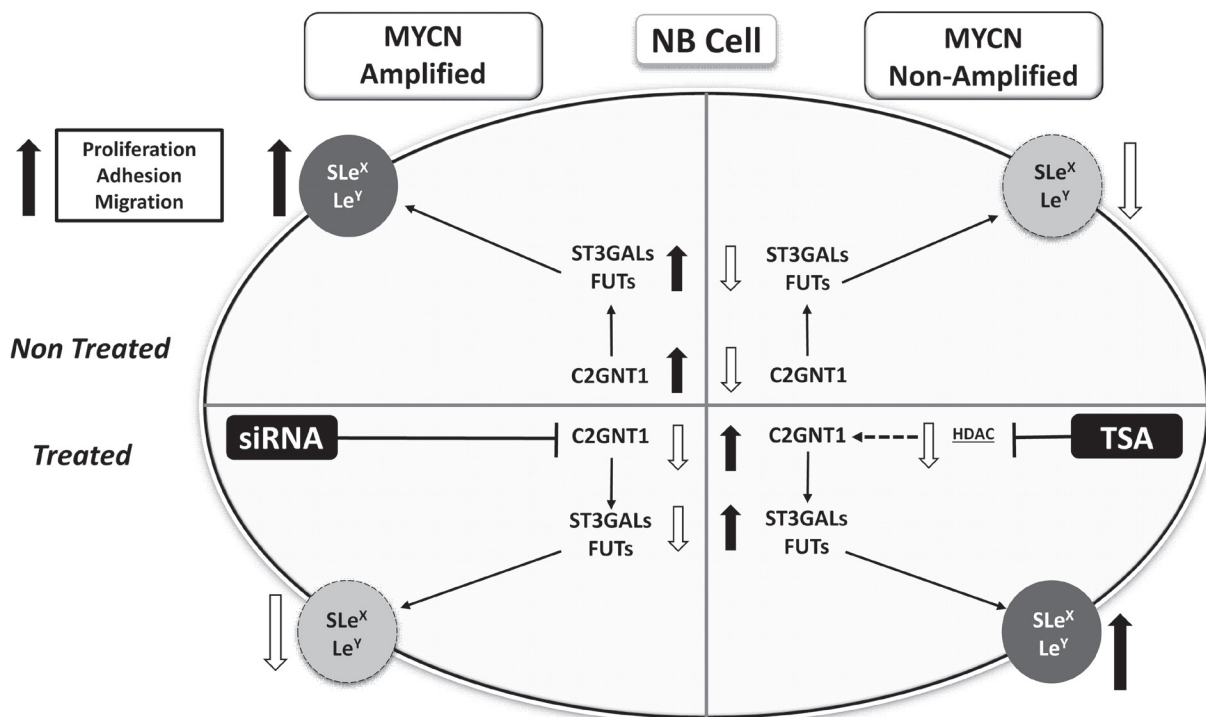 MYCN
Amplified
NB Cell
MYCN
Non-Amplified
Proliferation
Adhesion
Migration
SLeˣ
Leʸ
SLeˣ
Leʸ
ST3GALs
FUTs
ST3GALs
FUTs
Non Treated
C2GNT1
C2GNT1
Treated
siRNA
C2GNT1
C2GNT1
HDAC
TSA
ST3GALs
FUTs
ST3GALs
FUTs
SLeˣ
Leʸ
SLeˣ
Leʸ